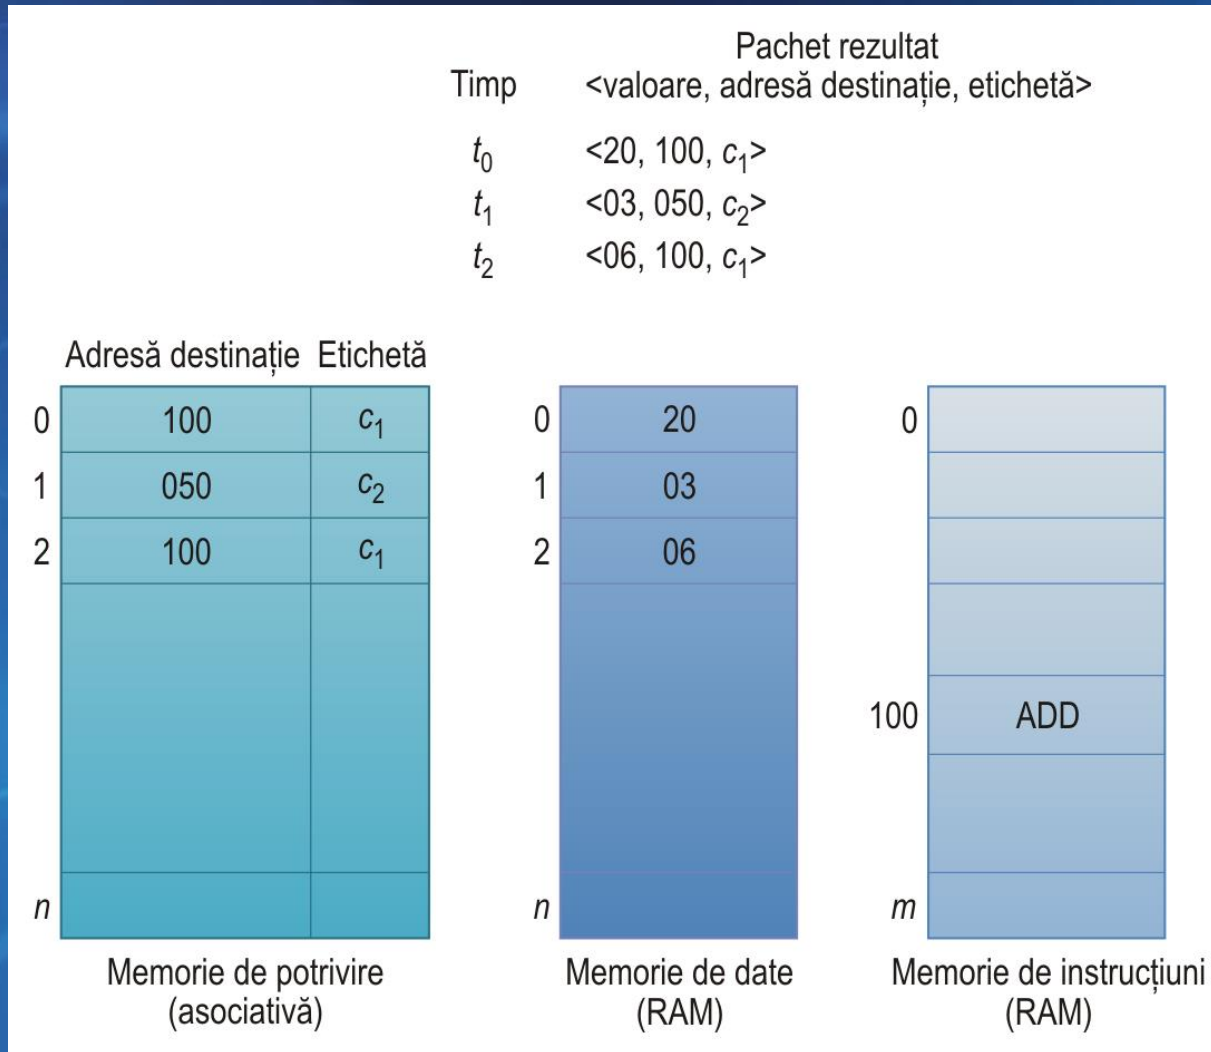 Pachet rezultat
Timp <valoare, adresă destinație, etichetă>
t0 <20, 100, c1>
t1 <03, 050, c2>
t2 <06, 100, c1>
Adresă destinație Etichetă
0 100 c1 0 20 0
1 050 c2 1 03
2 100 c1 2 06
100 ADD
n n m
Memorie de potrivire Memorie de date Memorie de instrucțiuni
(asociativă) (RAM) (RAM)